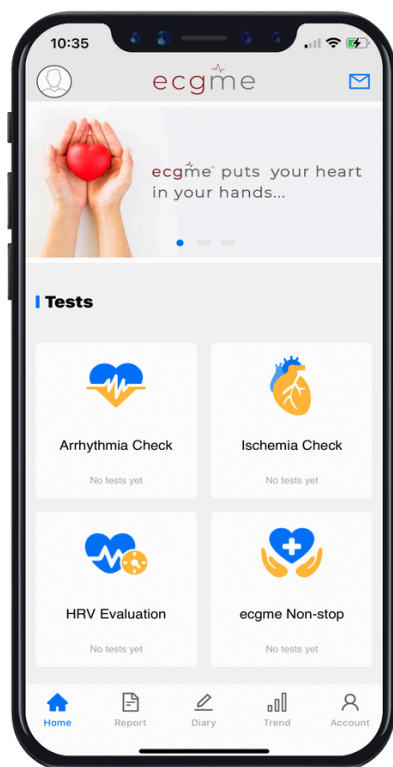 10:35
ecgme
ecgme™ puts your heart
in your hands...
Tests
Arrhythmia Check
Ischemia Check
No tests yet
No tests yet
HRV Evaluation
ecgme Non-stop
No tests yet
No tests yet
Home
Report
Diary
Trend
Account